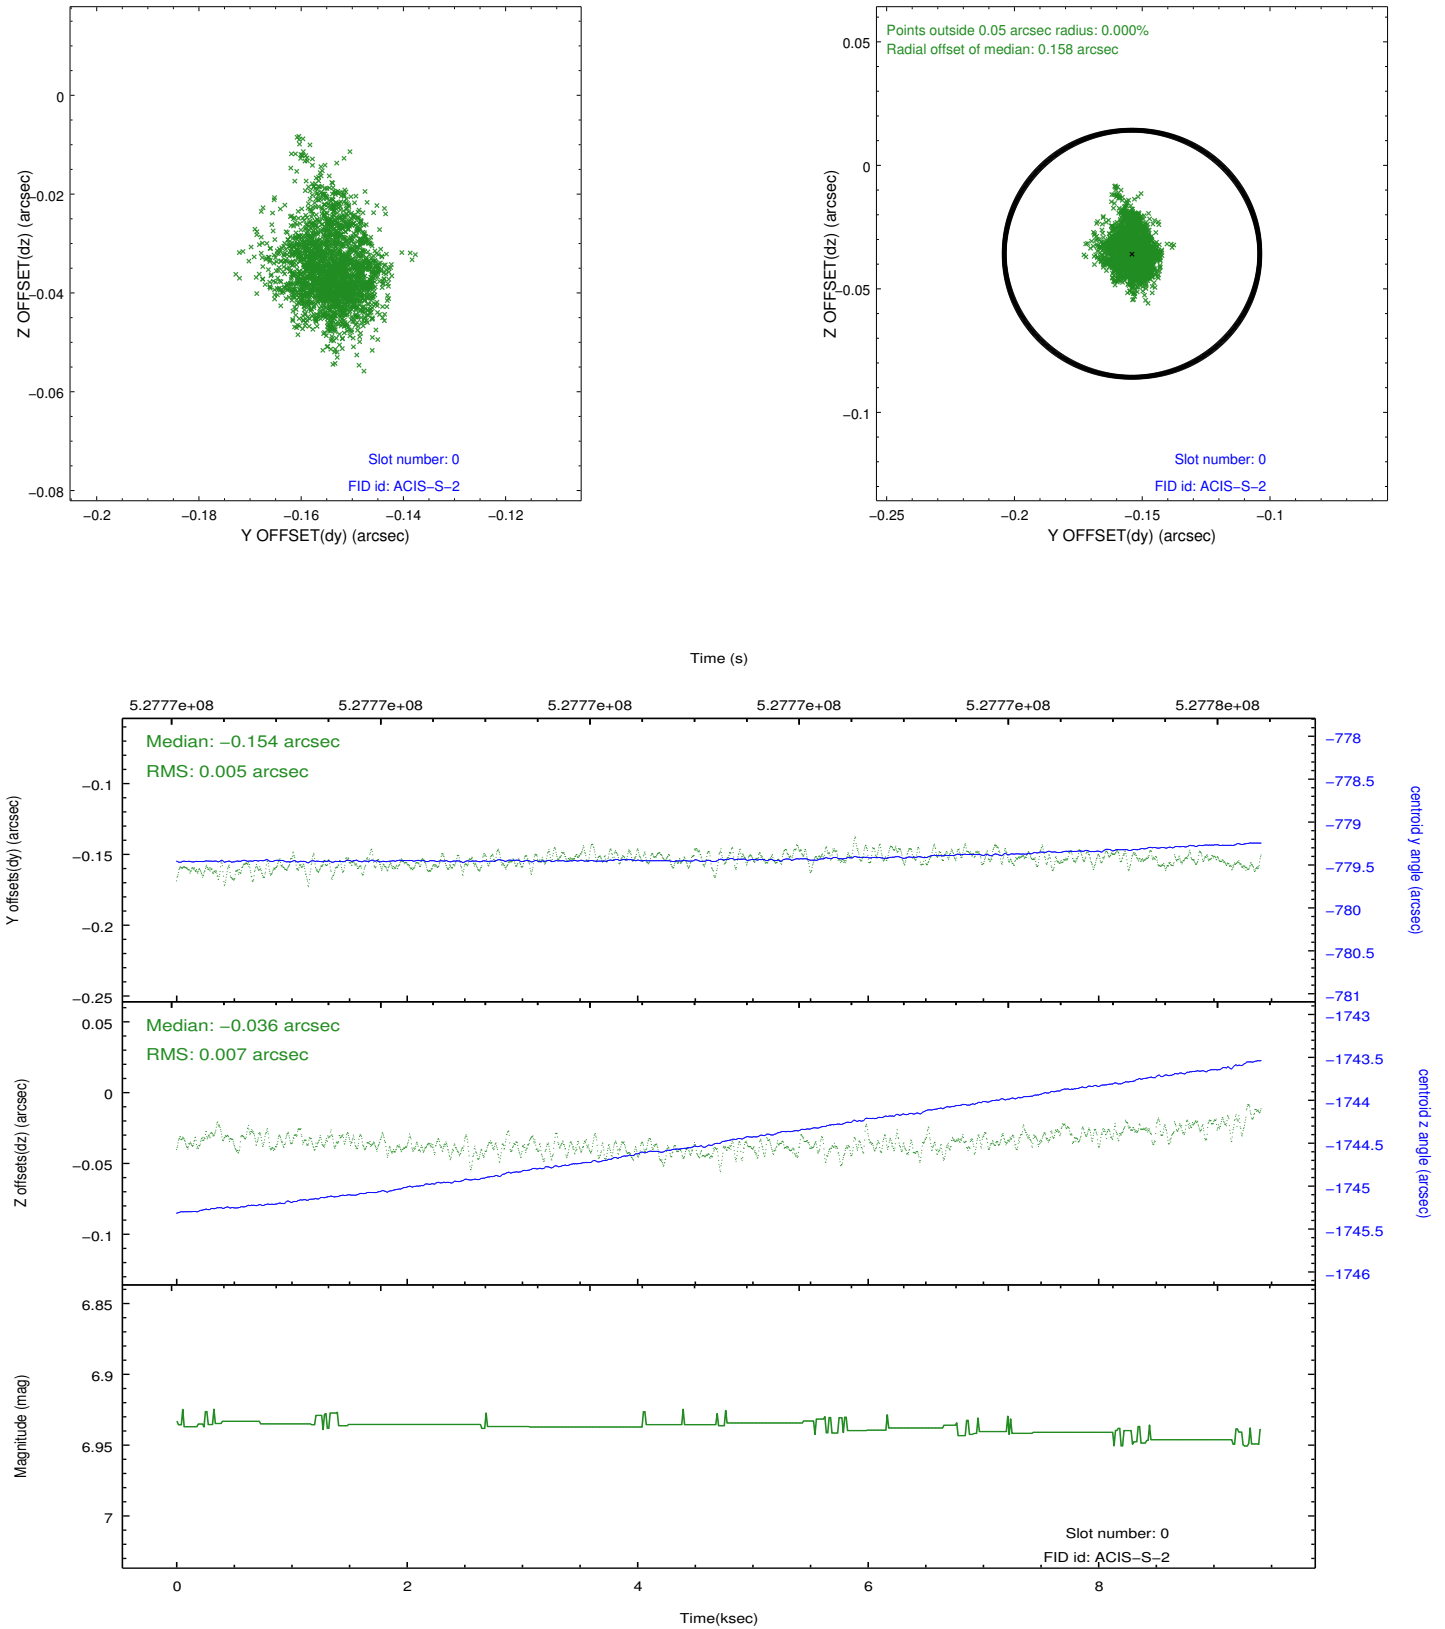 0
−0.02
−0.04
−0.06
−0.08
Z OFFSET(dz) (arcsec)
Slot number: 0
FID id: ACIS−S−2
−0.2
−0.18
−0.16
−0.14
−0.12
Y OFFSET(dy) (arcsec)
Points outside 0.05 arcsec radius: 0.000%
Radial offset of median: 0.158 arcsec
0.05
0
−0.05
−0.1
Z OFFSET(dz) (arcsec)
Slot number: 0
FID id: ACIS−S−2
−0.25
−0.2
−0.15
−0.1
Y OFFSET(dy) (arcsec)
Time (s)
5.2777e+08
5.2777e+08
5.2777e+08
5.2777e+08
5.2777e+08
5.2778e+08
Median: −0.154 arcsec
RMS: 0.005 arcsec
−0.1
−0.15
−0.2
−0.25
Y offsets(dy) (arcsec)
−778
−778.5
−779
−779.5
−780
−780.5
−781
centroid y angle (arcsec)
Median: −0.036 arcsec
RMS: 0.007 arcsec
0.05
0
−0.05
−0.1
Z offsets(dz) (arcsec)
−1743
−1743.5
−1744
−1744.5
−1745
−1745.5
−1746
centroid z angle (arcsec)
6.85
6.9
6.95
7
Magnitude (mag)
Slot number: 0
FID id: ACIS−S−2
0
2
4
6
8
Time(ksec)